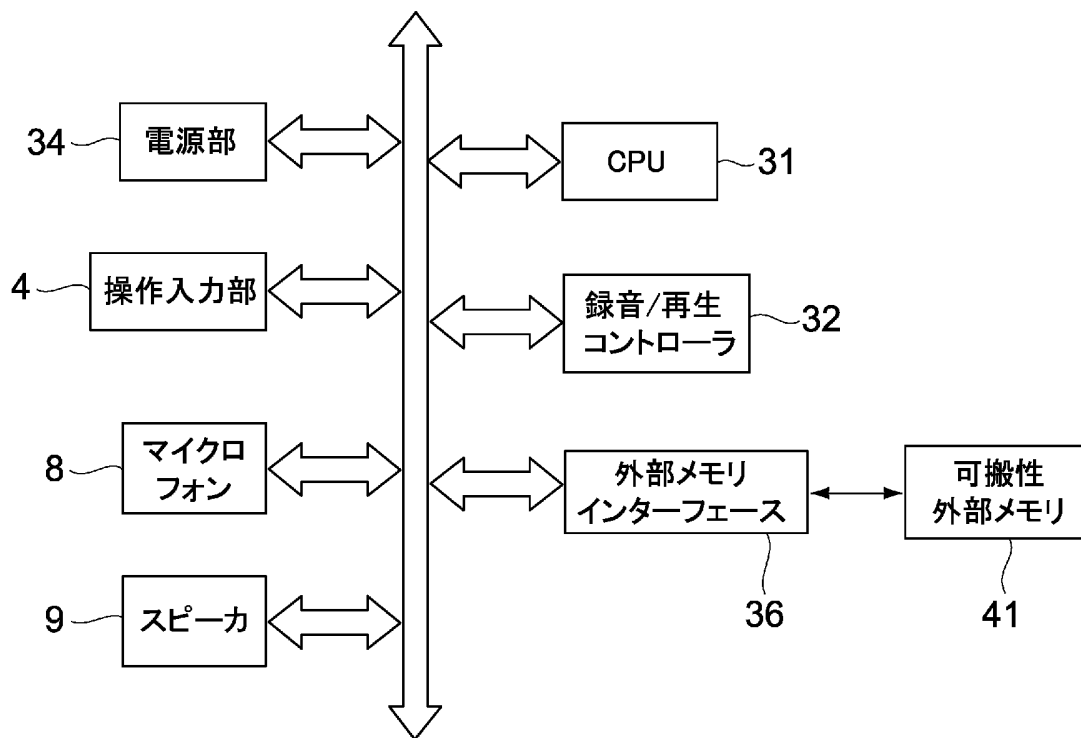 34
電源部
CPU
31
4
操作入力部
録音/再生
コントローラ
32
8
マイクロ
フォン
外部メモリ
インターフェース
36
可搬性
外部メモリ
41
9
スピーカ